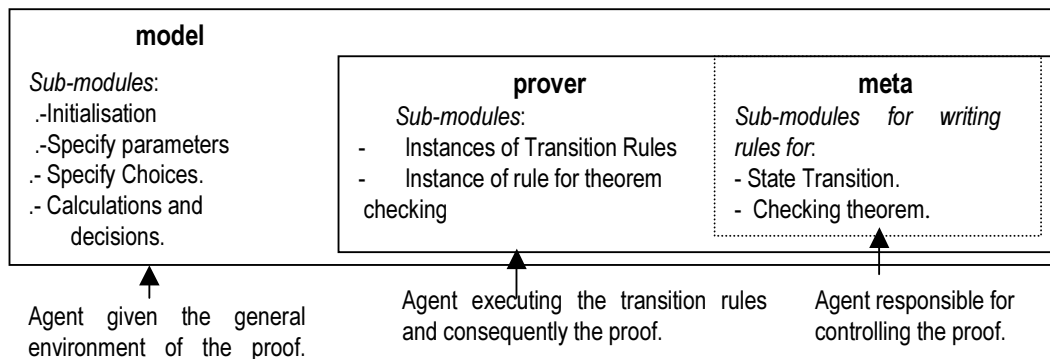 model
Sub-modules:
.-Initialisation
.-Specify parameters
.- Specify Choices.
.- Calculations and
decisions.
prover
Sub-modules:
- Instances of Transition Rules
- Instance of rule for theorem
checking
meta
Sub-modules for writing
rules for:
- State Transition.
- Checking theorem.
Agent given the general
environment of the proof.
Agent executing the transition rules
and consequently the proof.
Agent responsible for
controlling the proof.